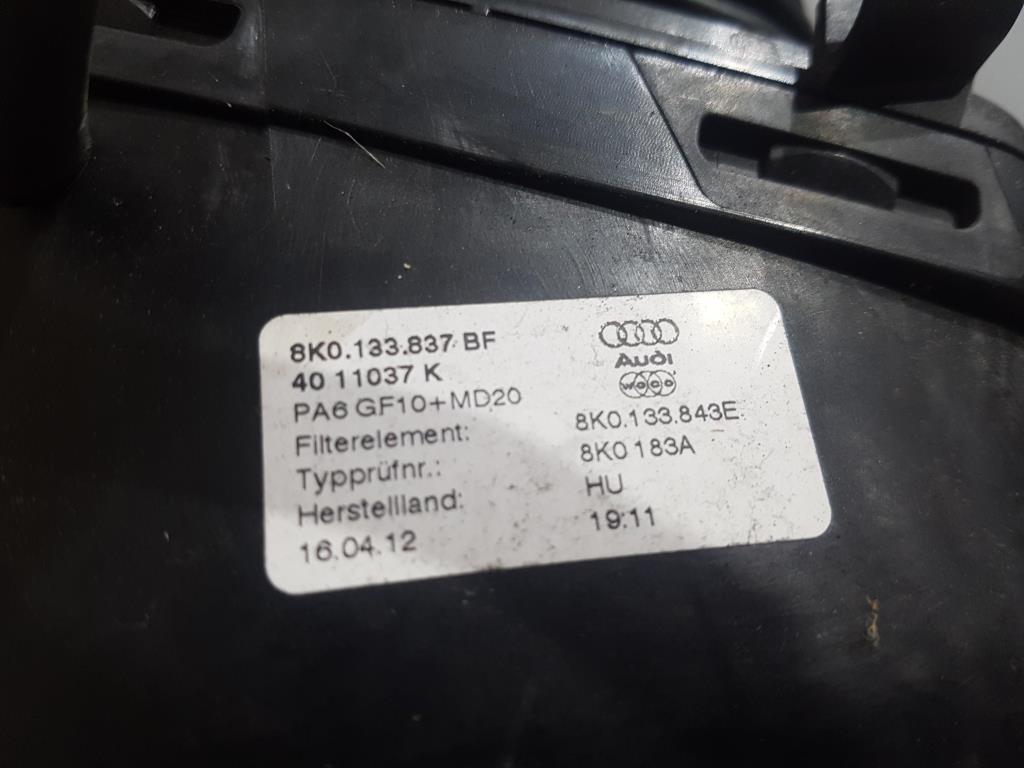 8K0.133.837 BF
Audi
40 11037 K
woco
PA6 GF10+MD20
Filterelement: 8K0.133.843E
Typprüfnr.: 8K0 183A
Herstellland: HU
16.04.12 19:11